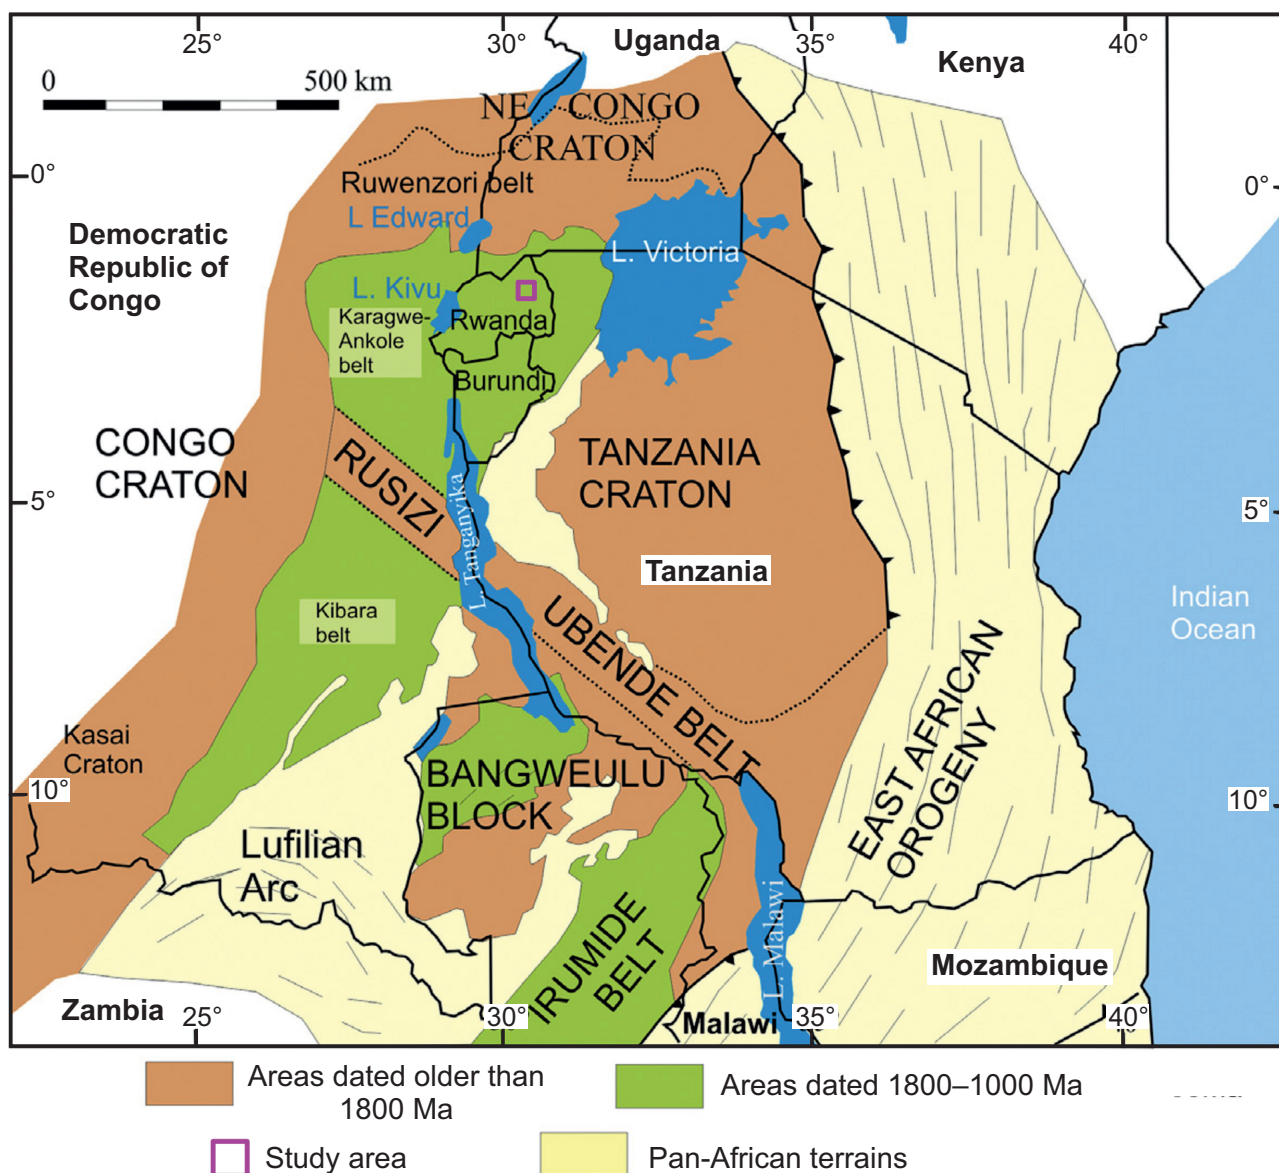 25°
30°
Uganda
35°
40°
Kenya
0
500 km
NE CONGO
CRATON
0°
0°
Ruwenzori belt
L Edward
Democratic
Republic of
Congo
L. Victoria
L. Kivu
Karagwe-
Ankole
belt
Rwanda
Burundi
CONGO
CRATON
RUSIZI
TANZANIA
CRATON
5°
5°
L. Tanganyika
Tanzania
Indian
Ocean
Kibara
belt
UBENDE BELT
EAST AFRICAN
OROGENY
Kasai
Craton
10°
10°
BANGWEULU
BLOCK
Lufilian
Arc
IRUMIDE
BELT
L. Malawi
Mozambique
Zambia
Malawi
25°
30°
35°
40°
Areas dated older than
1800 Ma
Areas dated 1800–1000 Ma
Study area
Pan-African terrains